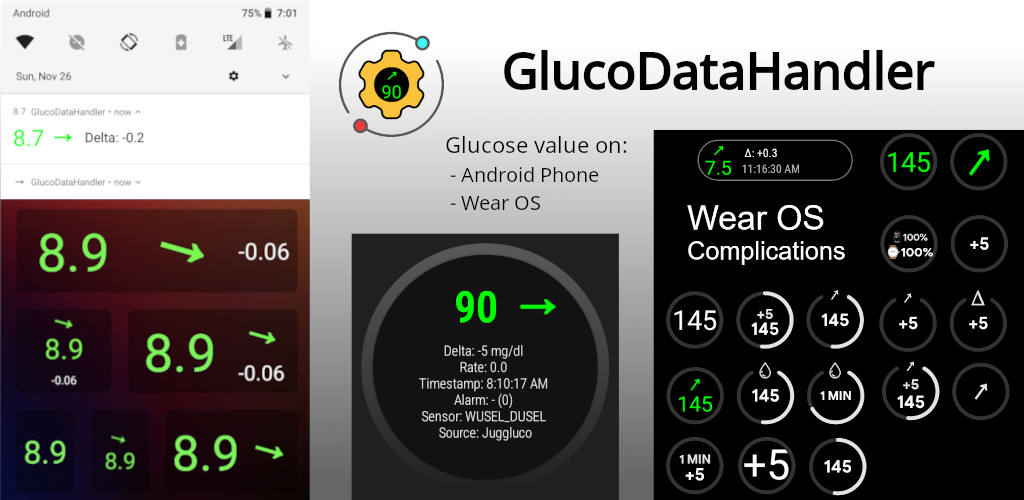 Android 75% 7:01
LTE
Sun, Nov 26
8.7 GlucoDataHandler • now
8.7 → Delta: -0.2
→ GlucoDataHandler • now
8.9 -0.06
8.9
-0.06
8.9
-0.06
8.9
8.9
8.9
90
GlucoDataHandler
Glucose value on:
- Android Phone
- Wear OS
90 →
Delta: -5 mg/dl
Rate: 0.0
Timestamp: 8:10:17 AM
Alarm: - (0)
Sensor: WUSEL_DUSEL
Source: Juggluco
7.5
Δ: +0.3
11:16:30 AM
145
Wear OS
Complications
100%
100%
+5
145
+5
145
145
+5
Δ
+5
145
145
1 MIN
+5
145
1 MIN
+5
+5
145